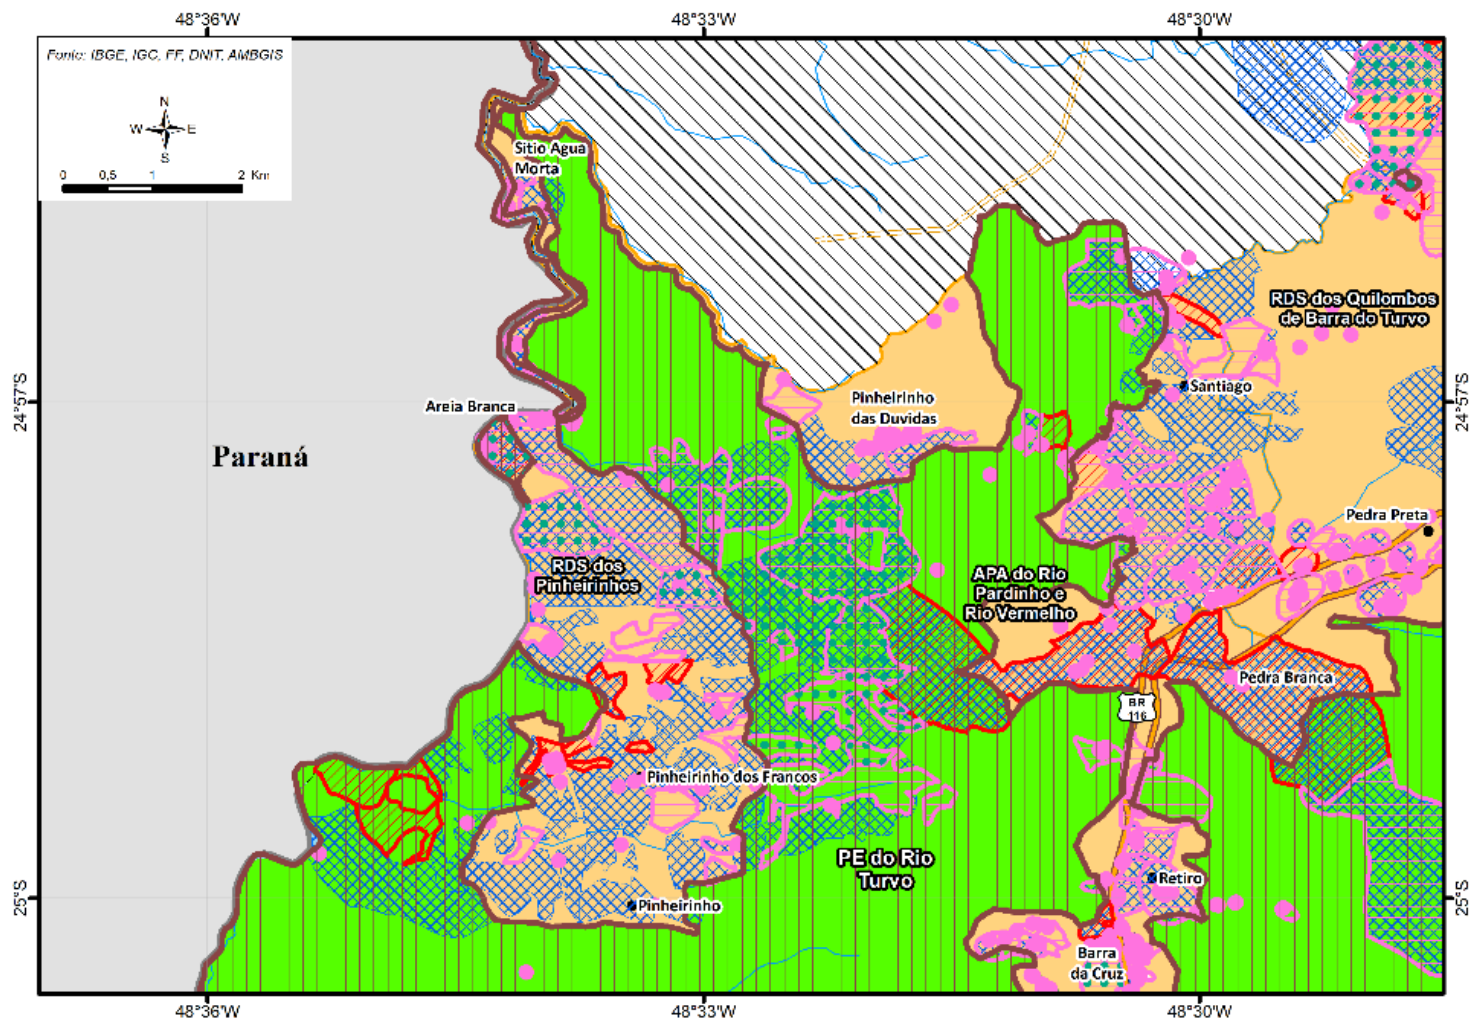 48°36'W
48°33'W
48°30'W
Fonte: IBGE, IGC, FF, DNIT, AMBGIS
N
W
E
S
0
0,5
1
2
Km
Sitio Agua
Morta
RDS dos Quilombos
de Barra do Turvo
Santiago
24°57'S
24°57'S
Areia Branca
Pinheirinho
das Duvidas
Paraná
Pedra Preta
RDS dos
Pinheirinhos
APA do Rio
Pardinho e
Rio Vermelho
Pedra Branca
BR
116
Pinheirinho dos Francos
PE do Rio
Turvo
Retiro
25°S
25°S
Pinheirinho
Barra
da Cruz
48°36'W
48°33'W
48°30'W